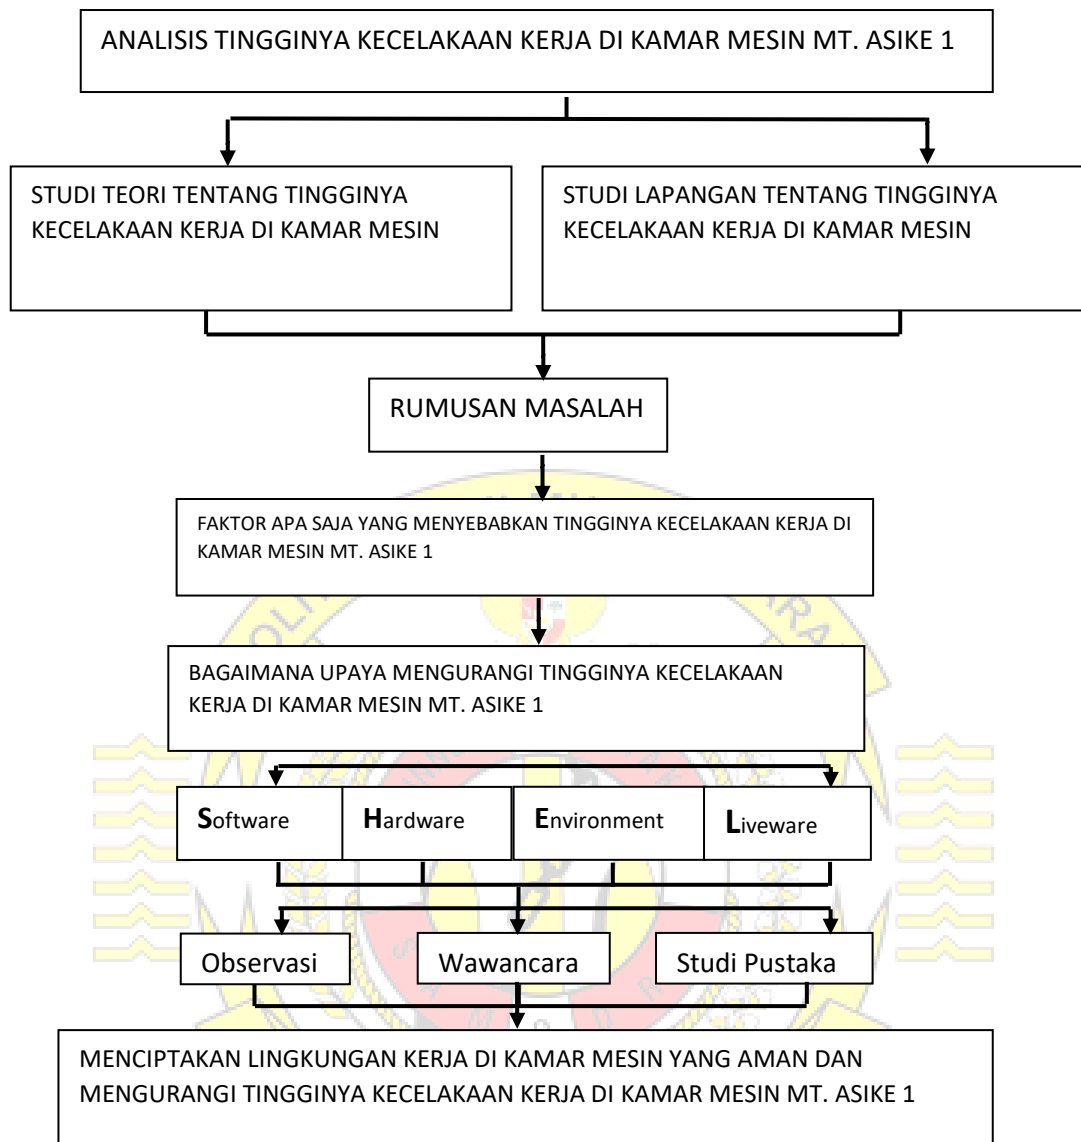 ANALISIS TINGGINYA KECELAKAAN KERJA DI KAMAR MESIN MT. ASIKE 1
STUDI TEORI TENTANG TINGGINYA
KECELAKAAN KERJA DI KAMAR MESIN
STUDI LAPANGAN TENTANG TINGGINYA
KECELAKAAN KERJA DI KAMAR MESIN
RUMUSAN MASALAH
FAKTOR APA SAJA YANG MENYEBABKAN TINGGINYA KECELAKAAN KERJA DI
KAMAR MESIN MT. ASIKE 1
BAGAIMANA UPAYA MENGURANGI TINGGINYA KECELAKAAN
KERJA DI KAMAR MESIN MT. ASIKE 1
Software
Hardware
Environment
Liveware
Observasi
Wawancara
Studi Pustaka
MENCIPTAKAN LINGKUNGAN KERJA DI KAMAR MESIN YANG AMAN DAN
MENGURANGI TINGGINYA KECELAKAAN KERJA DI KAMAR MESIN MT. ASIKE 1